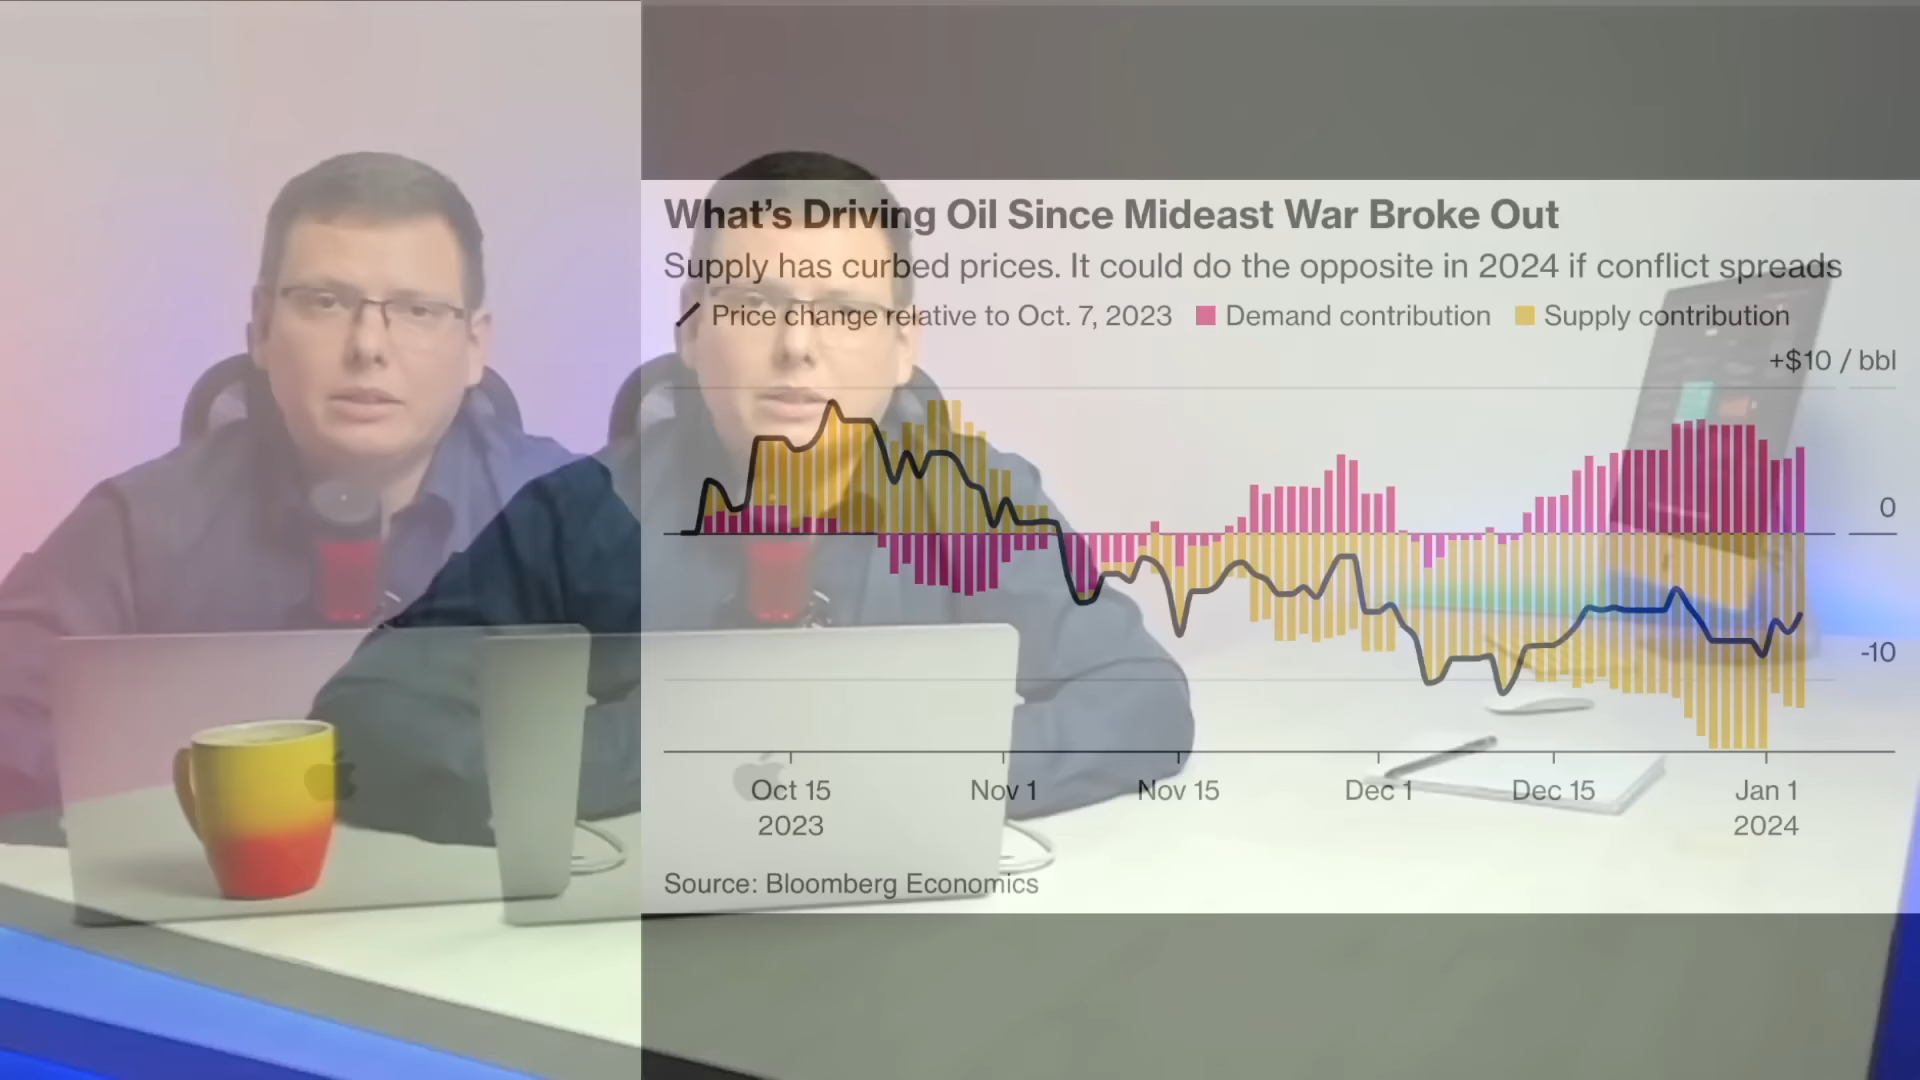 What's Driving Oil Since Mideast War Broke Out
Supply has curbed prices. It could do the opposite in 2024 if conflict spreads
Price change relative to Oct. 7, 2023 Demand contribution Supply contribution
+$10 / bbl
0
-10
Oct 15 Nov 1 Nov 15 Dec 1 Dec 15 Jan 1
2023 2024
Source: Bloomberg Economics